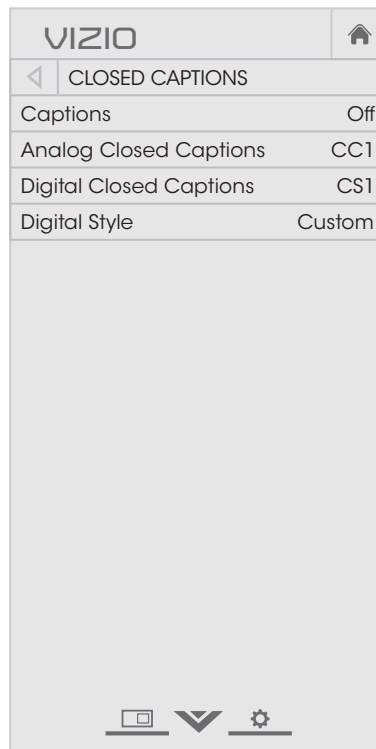 VIZIO
CLOSED CAPTIONS
Captions Off
Analog Closed Captions CC1
Digital Closed Captions CS1
Digital Style Custom